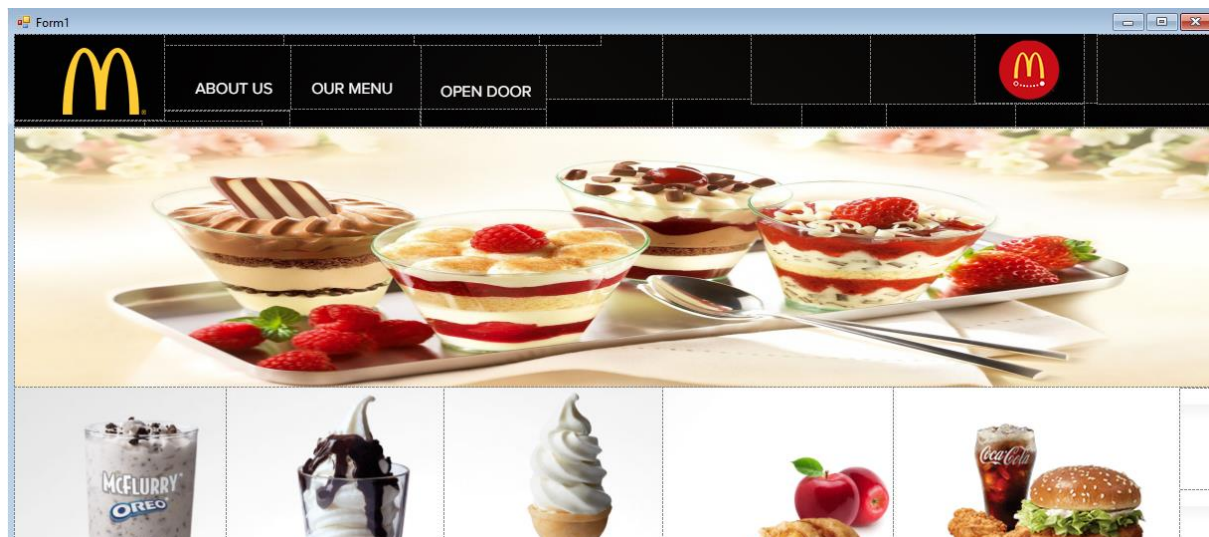 Form1
ABOUT US
OUR MENU
OPEN DOOR
McFLURRY
OREO
Coca-Cola